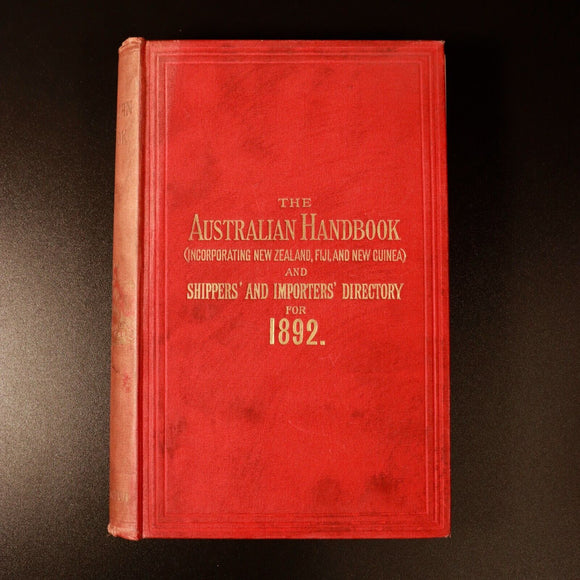 THE
AUSTRALIAN HANDBOOK
(INCORPORATING NEW ZEALAND, FIJI, AND NEW GUINEA)
AND
SHIPPERS' AND IMPORTERS' DIRECTORY
FOR
1892.